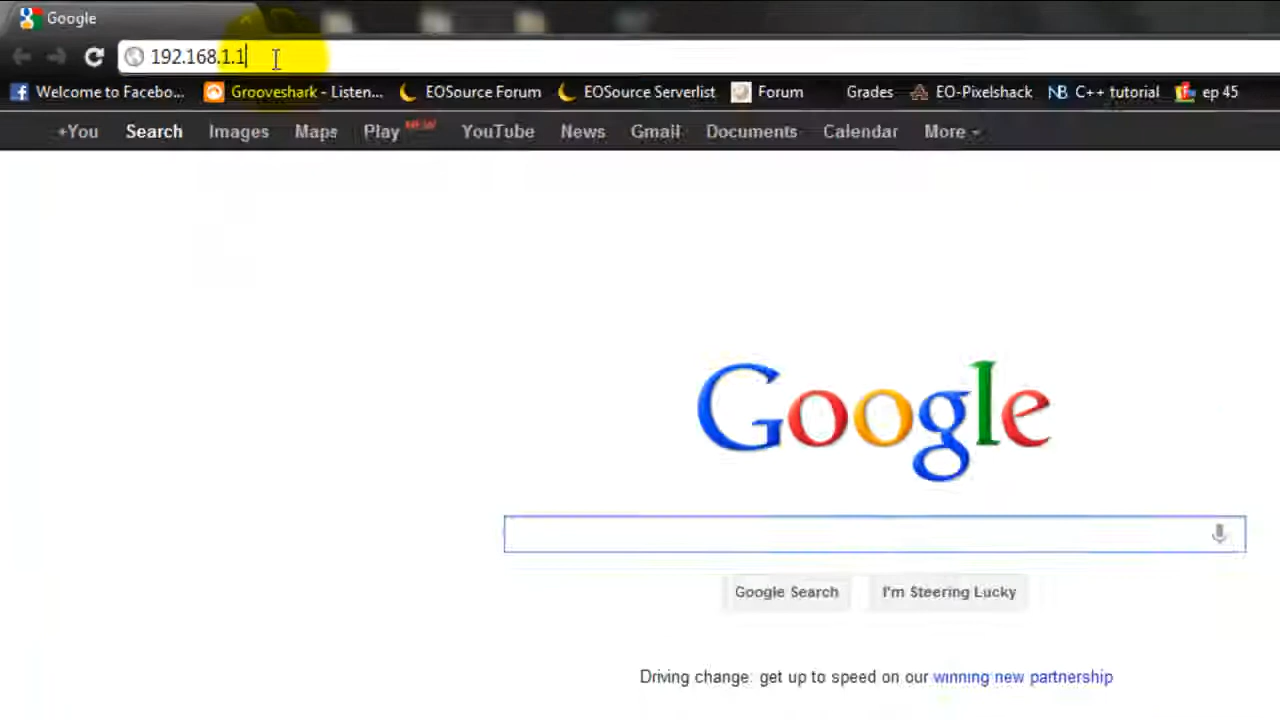 Google
192.168.1.1
Welcome to Facebo... Grooveshark - Listen... EOSource Forum EOSource Serverlist Forum Grades EO-Pixelshack NB C++ tutorial ep 45
+You Search Images Maps Play NEW YouTube News Gmail Documents Calendar More
Google
Google Search I'm Steering Lucky
Driving change: get up to speed on our winning new partnership